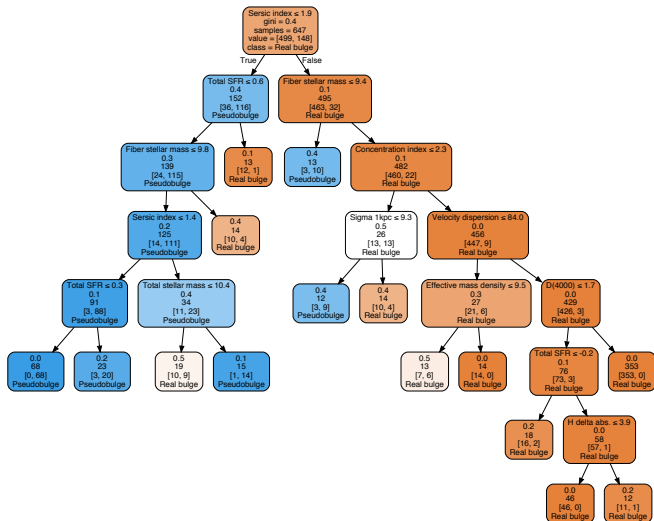 Sersic index ≤ 1.9
gini = 0.4
samples = 647
value = [499, 148]
class = Real bulge
True
False
Total SFR ≤ 0.6
0.4
152
[36, 116]
Pseudobulge
Fiber stellar mass ≤ 9.4
0.1
495
[463, 32]
Real bulge
Fiber stellar mass ≤ 9.8
0.3
139
[24, 115]
Pseudobulge
0.1
13
[12, 1]
Real bulge
0.4
13
[3, 10]
Pseudobulge
Concentration index ≤ 2.3
0.1
482
[460, 22]
Real bulge
Sersic index ≤ 1.4
0.2
125
[14, 111]
Pseudobulge
0.4
14
[10, 4]
Real bulge
Sigma 1kpc ≤ 9.3
0.5
26
[13, 13]
Real bulge
Velocity dispersion ≤ 84.0
0.0
456
[447, 9]
Real bulge
Total SFR ≤ 0.3
0.1
91
[3, 88]
Pseudobulge
Total stellar mass ≤ 10.4
0.4
34
[11, 23]
Pseudobulge
0.4
12
[3, 9]
Pseudobulge
0.4
14
[10, 4]
Real bulge
Effective mass density ≤ 9.5
0.3
27
[21, 6]
Real bulge
D(4000) ≤ 1.7
0.0
429
[426, 3]
Real bulge
0.0
68
[0, 68]
Pseudobulge
0.2
23
[3, 20]
Pseudobulge
0.5
19
[10, 9]
Real bulge
0.1
15
[1, 14]
Pseudobulge
0.5
13
[7, 6]
Real bulge
0.0
14
[14, 0]
Real bulge
Total SFR ≤ -0.2
0.1
76
[73, 3]
Real bulge
0.0
353
[353, 0]
Real bulge
0.2
18
[16, 2]
Real bulge
H delta abs. ≤ 3.9
0.0
58
[57, 1]
Real bulge
0.0
46
[46, 0]
Real bulge
0.2
12
[11, 1]
Real bulge